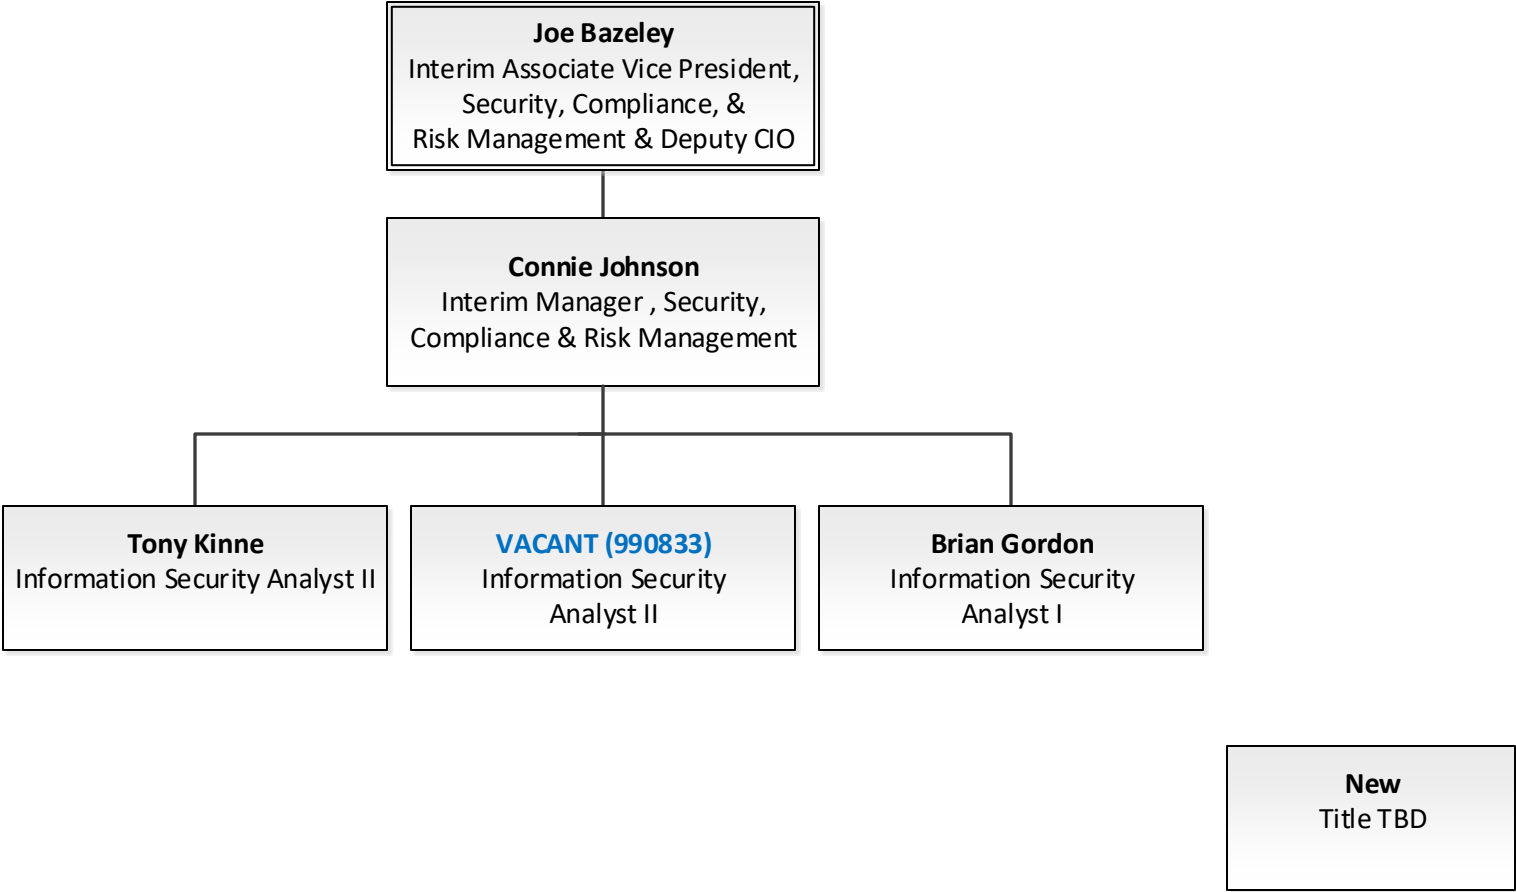 Joe Bazeley
Interim Associate Vice President,
Security, Compliance, &
Risk Management & Deputy CIO
Connie Johnson
Interim Manager , Security,
Compliance & Risk Management
Tony Kinne
Information Security Analyst II
VACANT (990833)
Information Security
Analyst II
Brian Gordon
Information Security
Analyst I
New
Title TBD